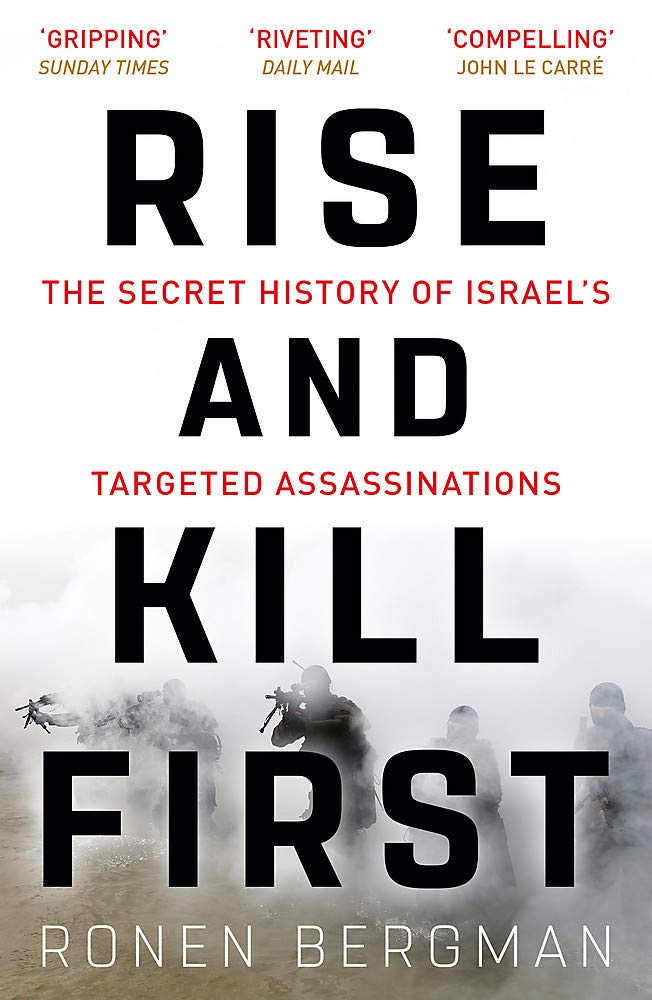 ‘GRIPPING’ ‘RIVETING’ ‘COMPELLING’
SUNDAY TIMES DAILY MAIL JOHN LE CARRÉ
RISE
THE SECRET HISTORY OF ISRAEL’S
AND
TARGETED ASSASSINATIONS
KILL
FIRST
RONEN BERGMAN